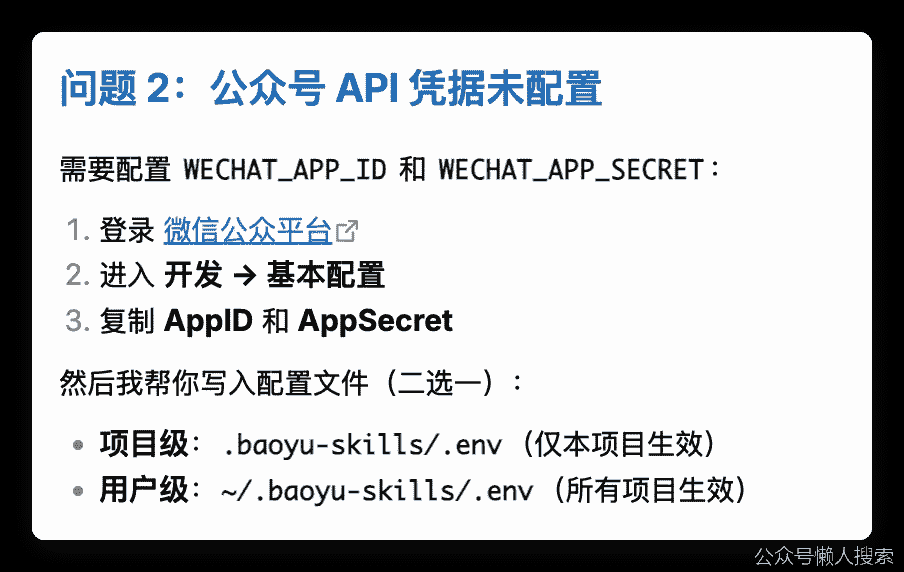 问题 2：公众号 API 凭据未配置
需要配置 WECHAT_APP_ID 和 WECHAT_APP_SECRET：
1. 登录 微信公众平台
2. 进入 开发 → 基本配置
3. 复制 AppID 和 AppSecret
然后我帮你写入配置文件（二选一）：
• 项目级： .baoyu-skills/.env（仅本项目生效）
• 用户级： ~/.baoyu-skills/.env（所有项目生效）
公众号懒人搜索